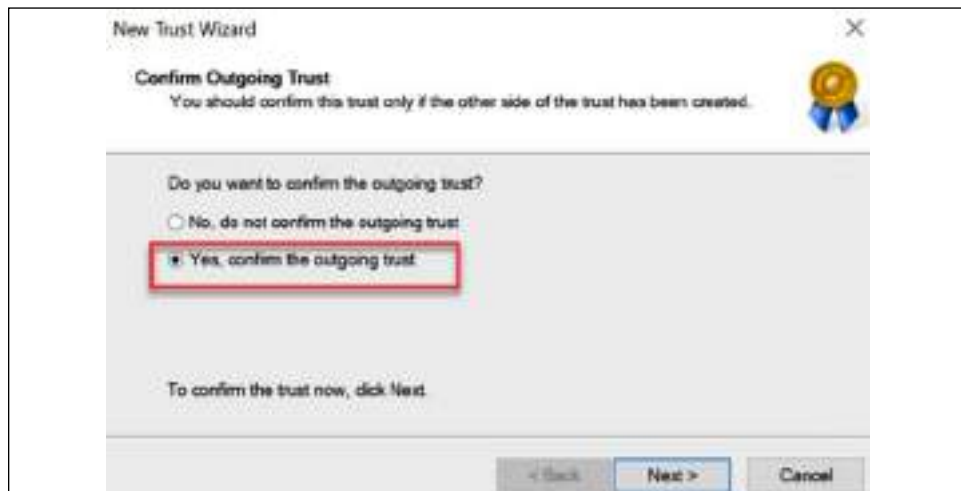 New Trust Wizard
Confirm Outgoing Trust
You should confirm this trust only if the other side of the trust has been created.
Do you want to confirm the outgoing trust?
No, do not confirm the outgoing trust
Yes, confirm the outgoing trust
To confirm the trust now, click Next.
< Back Next > Cancel